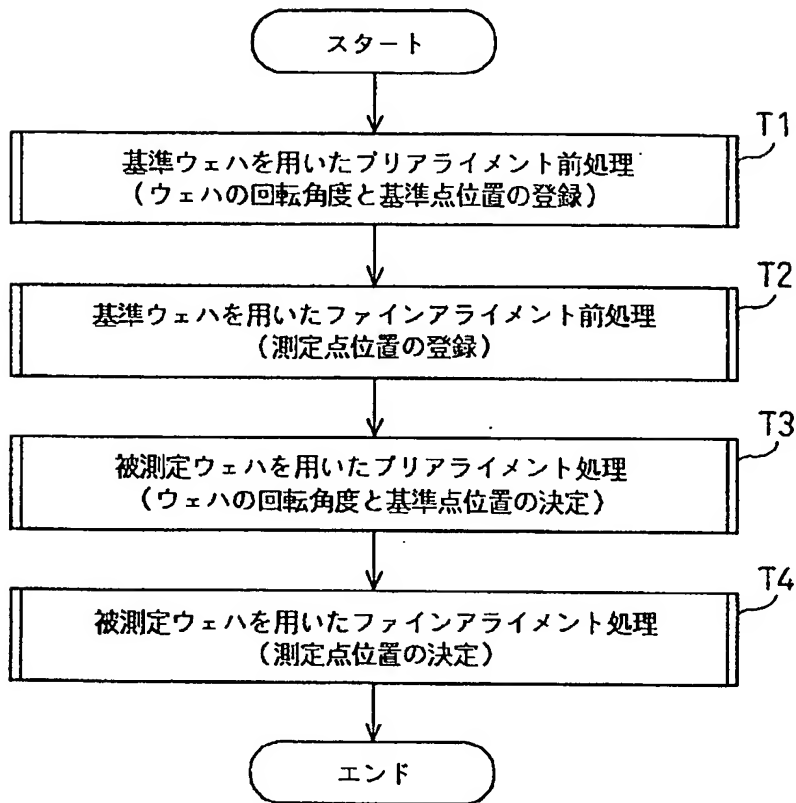 スタート
T1
基準ウェハを用いたプリアライメント前処理
(ウェハの回転角度と基準点位置の登録)
T2
基準ウェハを用いたファインアライメント前処理
(測定点位置の登録)
T3
被測定ウェハを用いたプリアライメント処理
(ウェハの回転角度と基準点位置の決定)
T4
被測定ウェハを用いたファインアライメント処理
(測定点位置の決定)
エンド